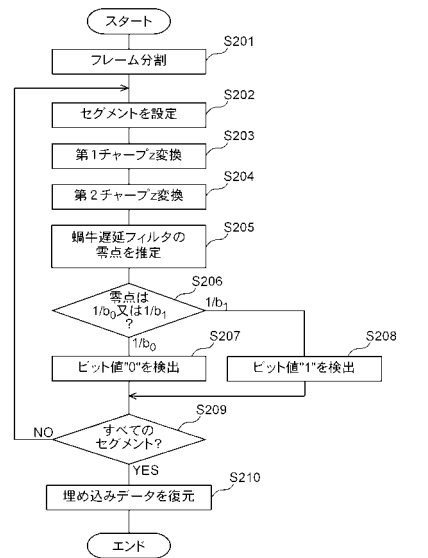 スタート
S201
フレーム分割
S202
セグメントを設定
S203
第1チャープz変換
S204
第2チャープz変換
S205
蝸牛遅延フィルタの
零点を推定
S206
零点は
1/b0又は1/b1
?
1/b1
1/b0
S207
ビット値"0"を検出
S208
ビット値"1"を検出
S209
すべての
セグメント?
NO
YES
S210
埋め込みデータを復元
エンド